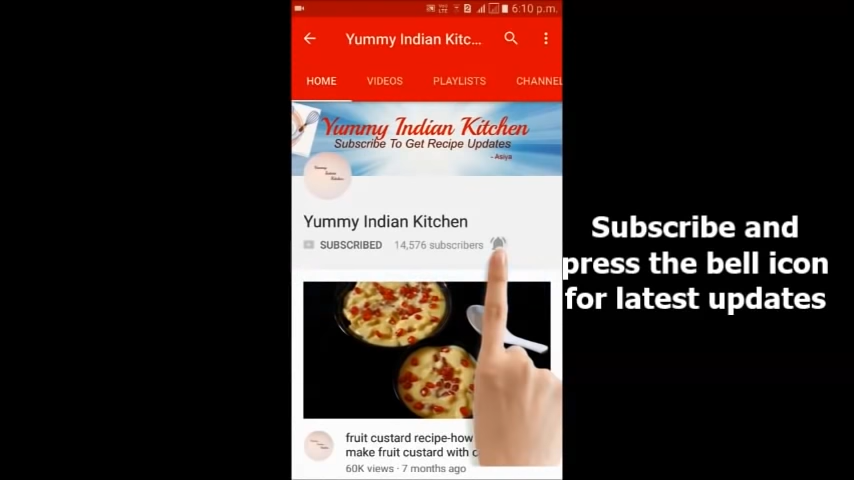 6:10 p.m.
Yummy Indian Kitc...
HOME VIDEOS PLAYLISTS CHANNEL
Yummy Indian Kitchen
Subscribe To Get Recipe Updates
- Asiya
Yummy Indian Kitchen
SUBSCRIBED 14,576 subscribers
fruit custard recipe-how
make fruit custard with
60K views · 7 months ago
Subscribe and
press the bell icon
for latest updates